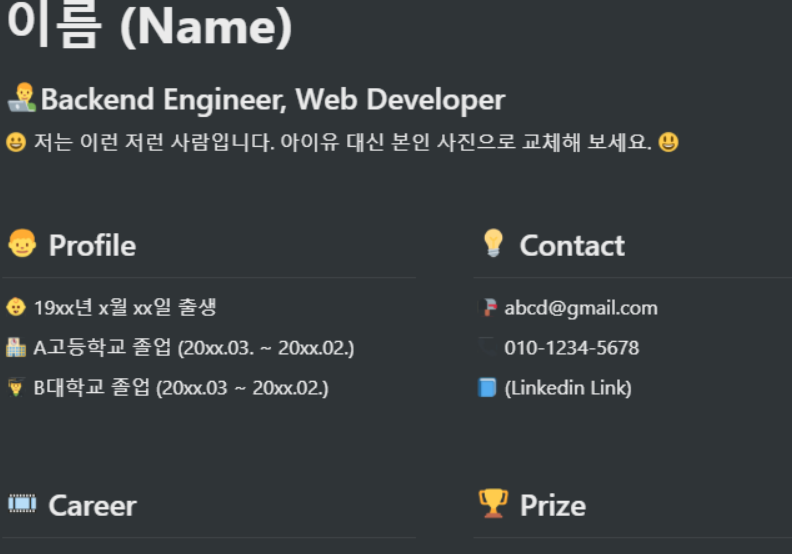 이름 (Name)
Backend Engineer, Web Developer
저는 이런 저런 사람입니다. 아이유 대신 본인 사진으로 교체해 보세요.
Profile
19xx년 x월 xx일 출생
A고등학교 졸업 (20xx.03. ~ 20xx.02.)
B대학교 졸업 (20xx.03 ~ 20xx.02.)
Contact
abcd@gmail.com
010-1234-5678
(Linkedin Link)
Career
Prize